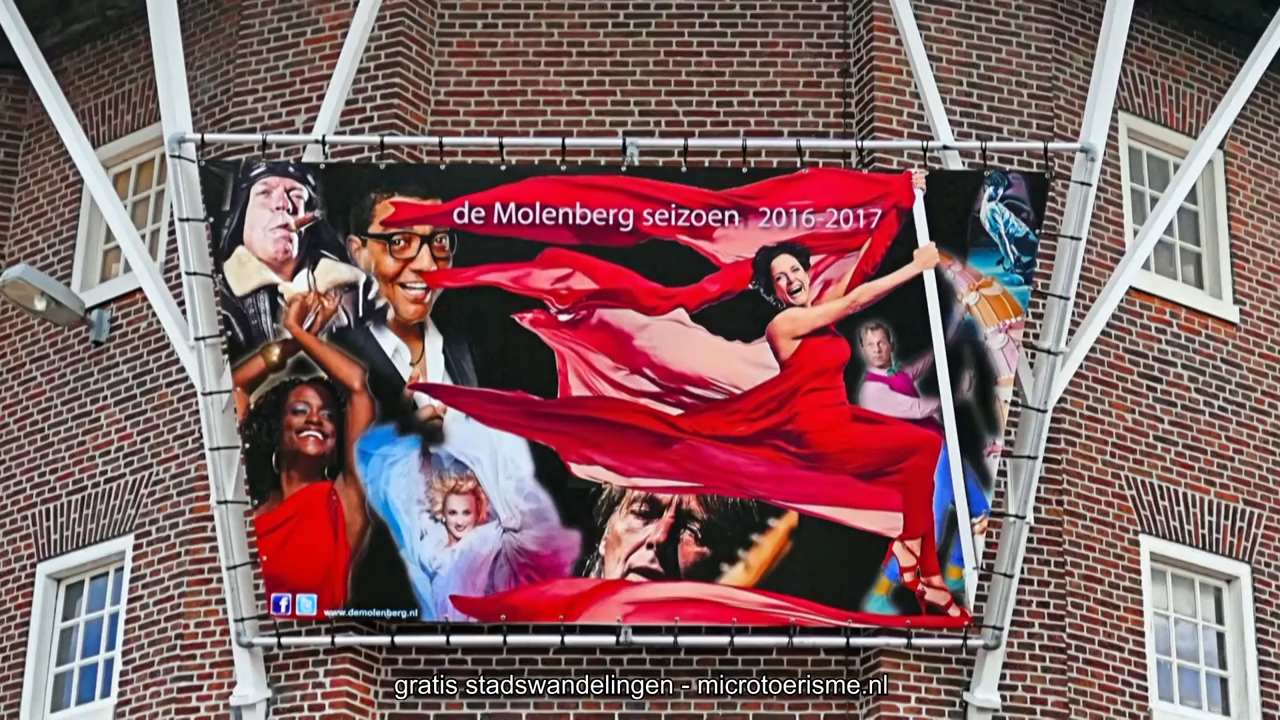 de Molenberg seizoen 2016-2017
www.demolenberg.nl
gratis stadswandelingen - microtoerisme.nl